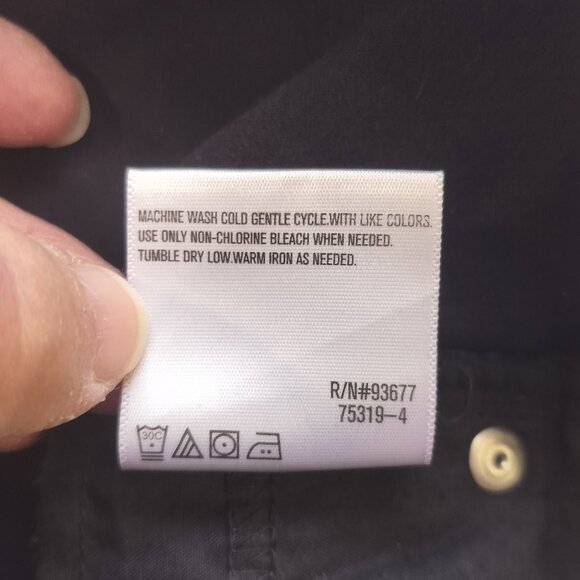 MACHINE WASH COLD GENTLE CYCLE.WITH LIKE COLORS.
USE ONLY NON-CHLORINE BLEACH WHEN NEEDED.
TUMBLE DRY LOW.WARM IRON AS NEEDED.
R/N#93677
75319-4
30C